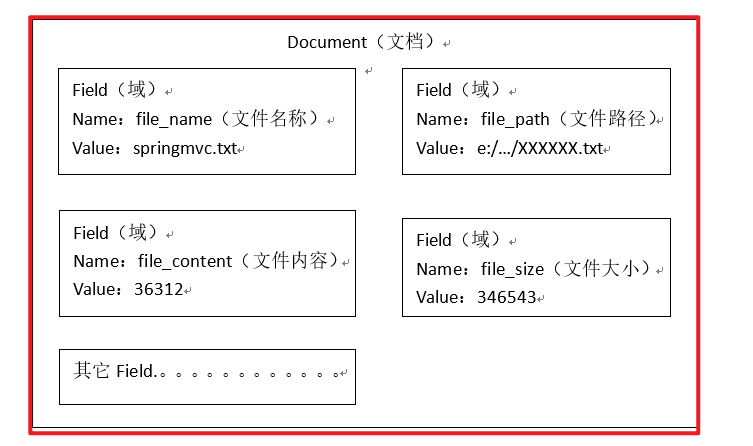 Document（文档）
Field（域）
Name：file_name（文件名称）
Value：springmvc.txt
Field（域）
Name：file_path（文件路径）
Value：e:/.../XXXXXX.txt
Field（域）
Name：file_content（文件内容）
Value：36312
Field（域）
Name：file_size（文件大小）
Value：346543
其它 Field.。。。。。。。。。。。。